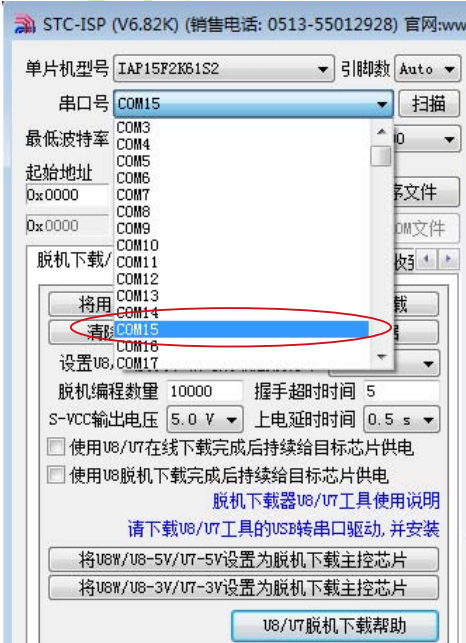 STC-ISP (V6.82K) (销售电话: 0513-55012928) 官网:ww
单片机型号 IAP15F2K61S2 引脚数 Auto
串口号 COM15 扫描
COM3
最低波特率 COM4
COM5
起始地址 COM6
0x0000 COM7 序文件
COM8
0x0000 COM9 OM文件
COM10
脱机下载/ COM11
COM12
将用 COM13 载
COM14
清除 COM15
COM16
设置U8, COM17
脱机编程数量 10000 握手超时时间 5
S-VCC输出电压 5.0 V 上电延时时间 0.5 s
使用U8/U7在线下载完成后持续给目标芯片供电
使用U8脱机下载完成后持续给目标芯片供电
脱机下载器U8/U7工具使用说明
请下载U8/U7工具的USB转串口驱动,并安装
将U8W/U8-5V/U7-5V设置为脱机下载主控芯片
将U8W/U8-3V/U7-3V设置为脱机下载主控芯片
U8/U7脱机下载帮助